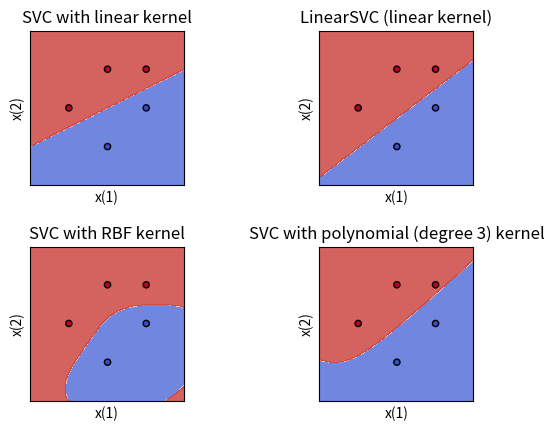 SVC with linear kernel
LinearSVC (linear kernel)
x(2)
x(2)
x(1)
x(1)
SVC with RBF kernel
SVC with polynomial (degree 3) kernel
x(2)
x(2)
x(1)
x(1)